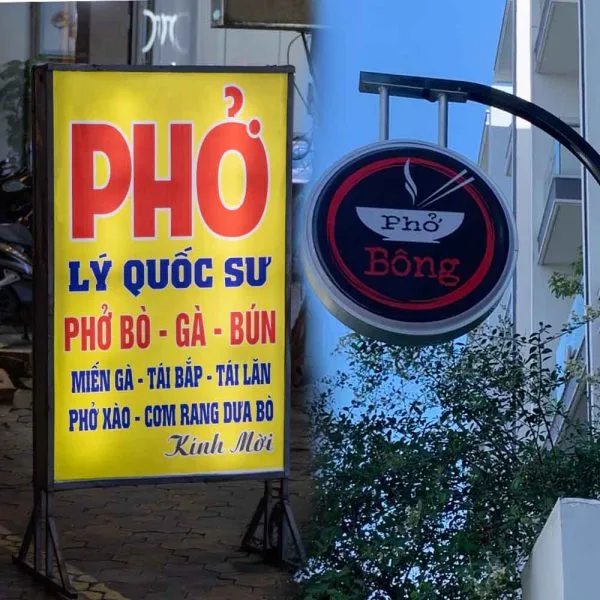 PHỞ
LÝ QUỐC SƯ
PHỞ BÒ - GÀ - BÚN
MIẾN GÀ - TÁI BẮP - TÁI LĂN
PHỞ XÀO - CƠM RANG DƯA BÒ
Kính Mời
Phở
Bông